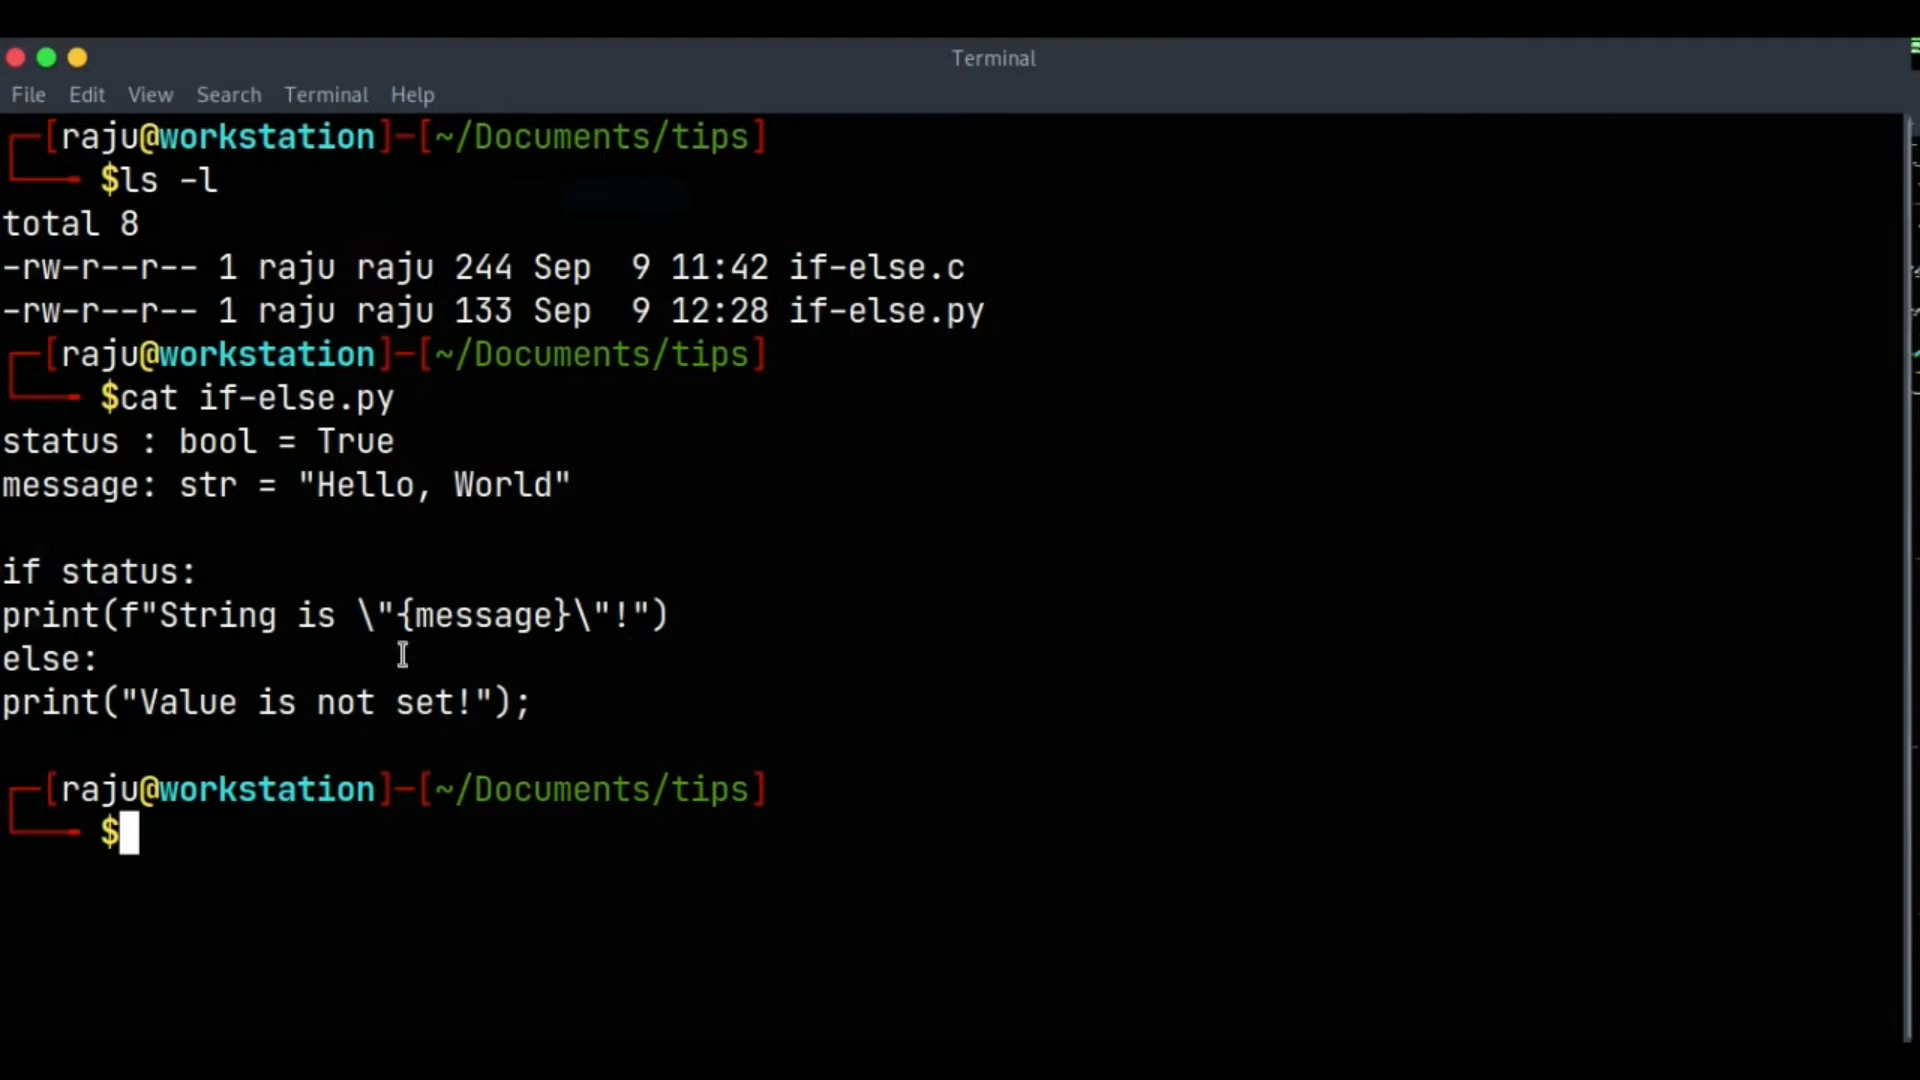 Terminal
File Edit View Search Terminal Help
┌─[raju@workstation]─[~/Documents/tips]
└──╼ $ls -l
total 8
-rw-r--r-- 1 raju raju 244 Sep  9 11:42 if-else.c
-rw-r--r-- 1 raju raju 133 Sep  9 12:28 if-else.py
┌─[raju@workstation]─[~/Documents/tips]
└──╼ $cat if-else.py
status : bool = True
message: str = "Hello, World"

if status:
print(f"String is \"{message}\"!")
else:
print("Value is not set!");

┌─[raju@workstation]─[~/Documents/tips]
└──╼ $